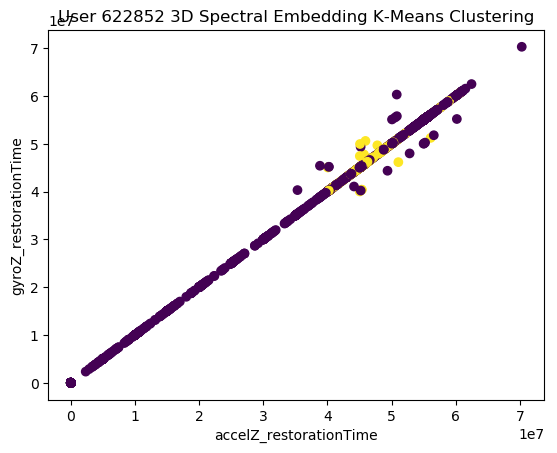 User 622852 3D Spectral Embedding K-Means Clustering
1e7
7
6
5
4
3
2
1
0
gyroZ_restorationTime
0 1 2 3 4 5 6 7
1e7
accelZ_restorationTime